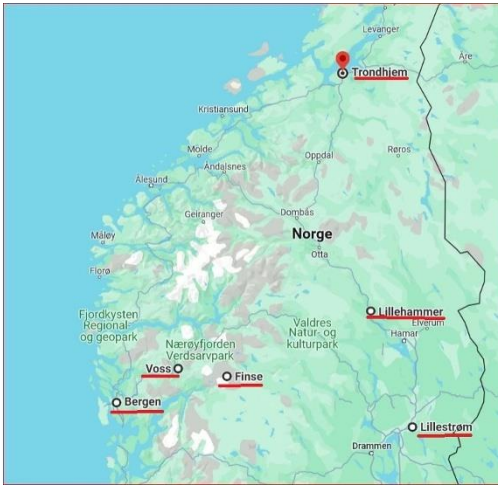 Levanger
Åre
Trondhjem
Kristiansund
Molde
Åndalsnes
Oppdal
Røros
Ålesund
Geiranger
Dombås
Måløy
Norge
Otta
Florø
Lillehammer
Fjordkysten
Regional-
og geopark
Valdres
Natur- og
kulturpark
Elverum
Hamar
Nærøyfjorden
Verdsarvpark
Voss
Finse
Bergen
Lillestrøm
Drammen